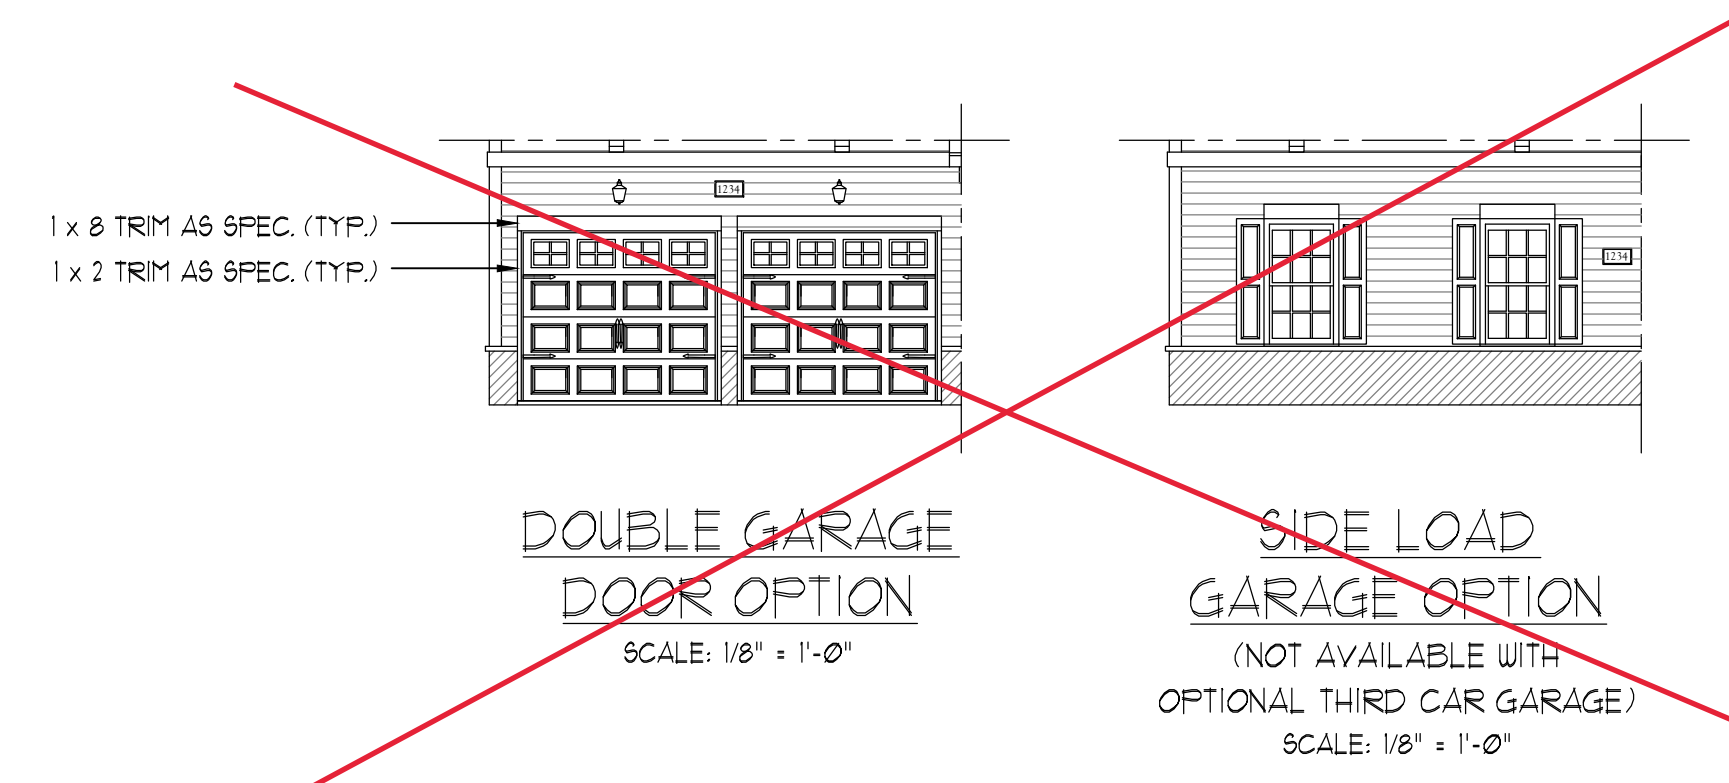 1234
1 x 8 TRIM AS SPEC. (TYP.)
1 x 2 TRIM AS SPEC. (TYP.)
DOUBLE GARAGE
DOOR OPTION
SCALE: 1/8" = 1'-0"
1234
SIDE LOAD
GARAGE OPTION
(NOT AVAILABLE WITH
OPTIONAL THIRD CAR GARAGE)
SCALE: 1/8" = 1'-0"